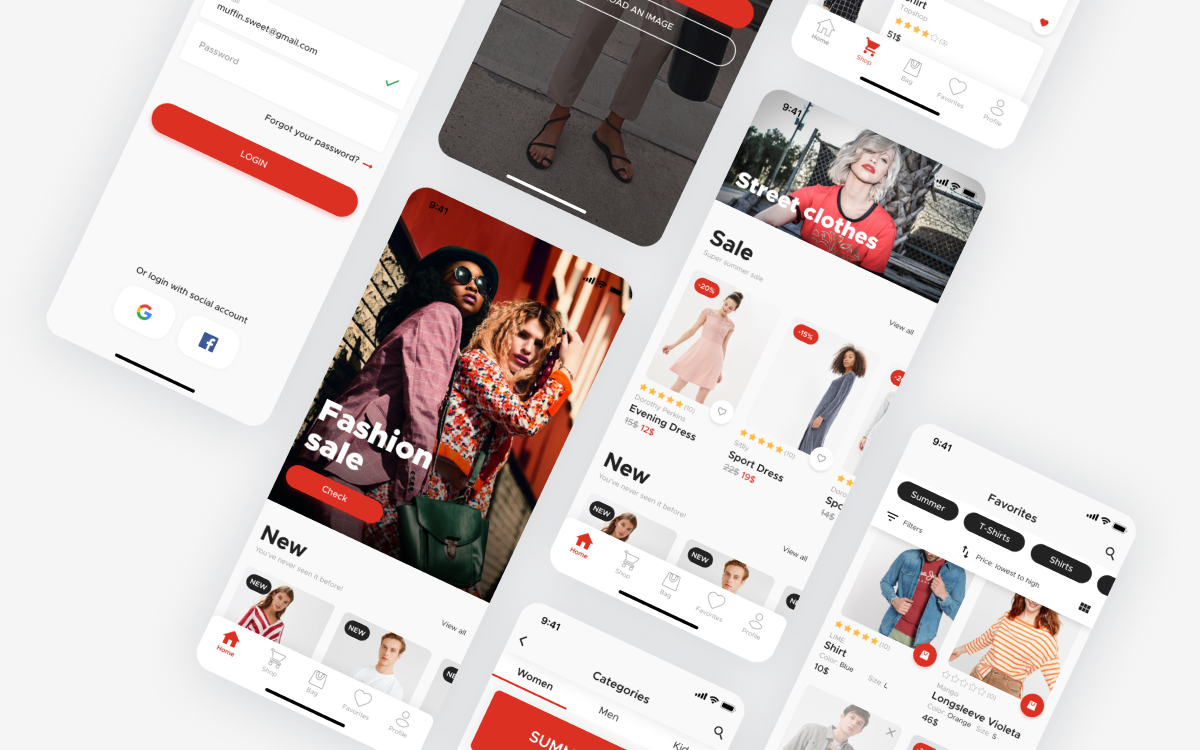 muffin.sweet@gmail.com
Password
Forgot your password?
LOGIN
Or login with social account
AD AN IMAGE
Topshop
(3)
51$
Home
Shop
Bag
Favorites
Profile
9:41
Fashion
sale
Check
New
You've never seen it before!
View all
NEW
NEW
Home
Shop
Bag
Favorites
Profile
9:41
Street clothes
Sale
Super summer sale
View all
-20%
-15%
(10)
Dorothy Perkins
Evening Dress
15$ 12$
(10)
Sitlly
Sport Dress
22$ 19$
New
You've never seen it before!
View all
NEW
NEW
Home
Shop
Bag
Favorites
Profile
9:41
Categories
Women
Men
Kid
SUMM
9:41
Favorites
Summer
T-Shirts
Shirts
Filters
Price: lowest to high
(10)
LIME
Shirt
Color: Blue
Size: L
10$
(0)
Mango
Longsleeve Violeta
Color: Orange
Size: S
46$